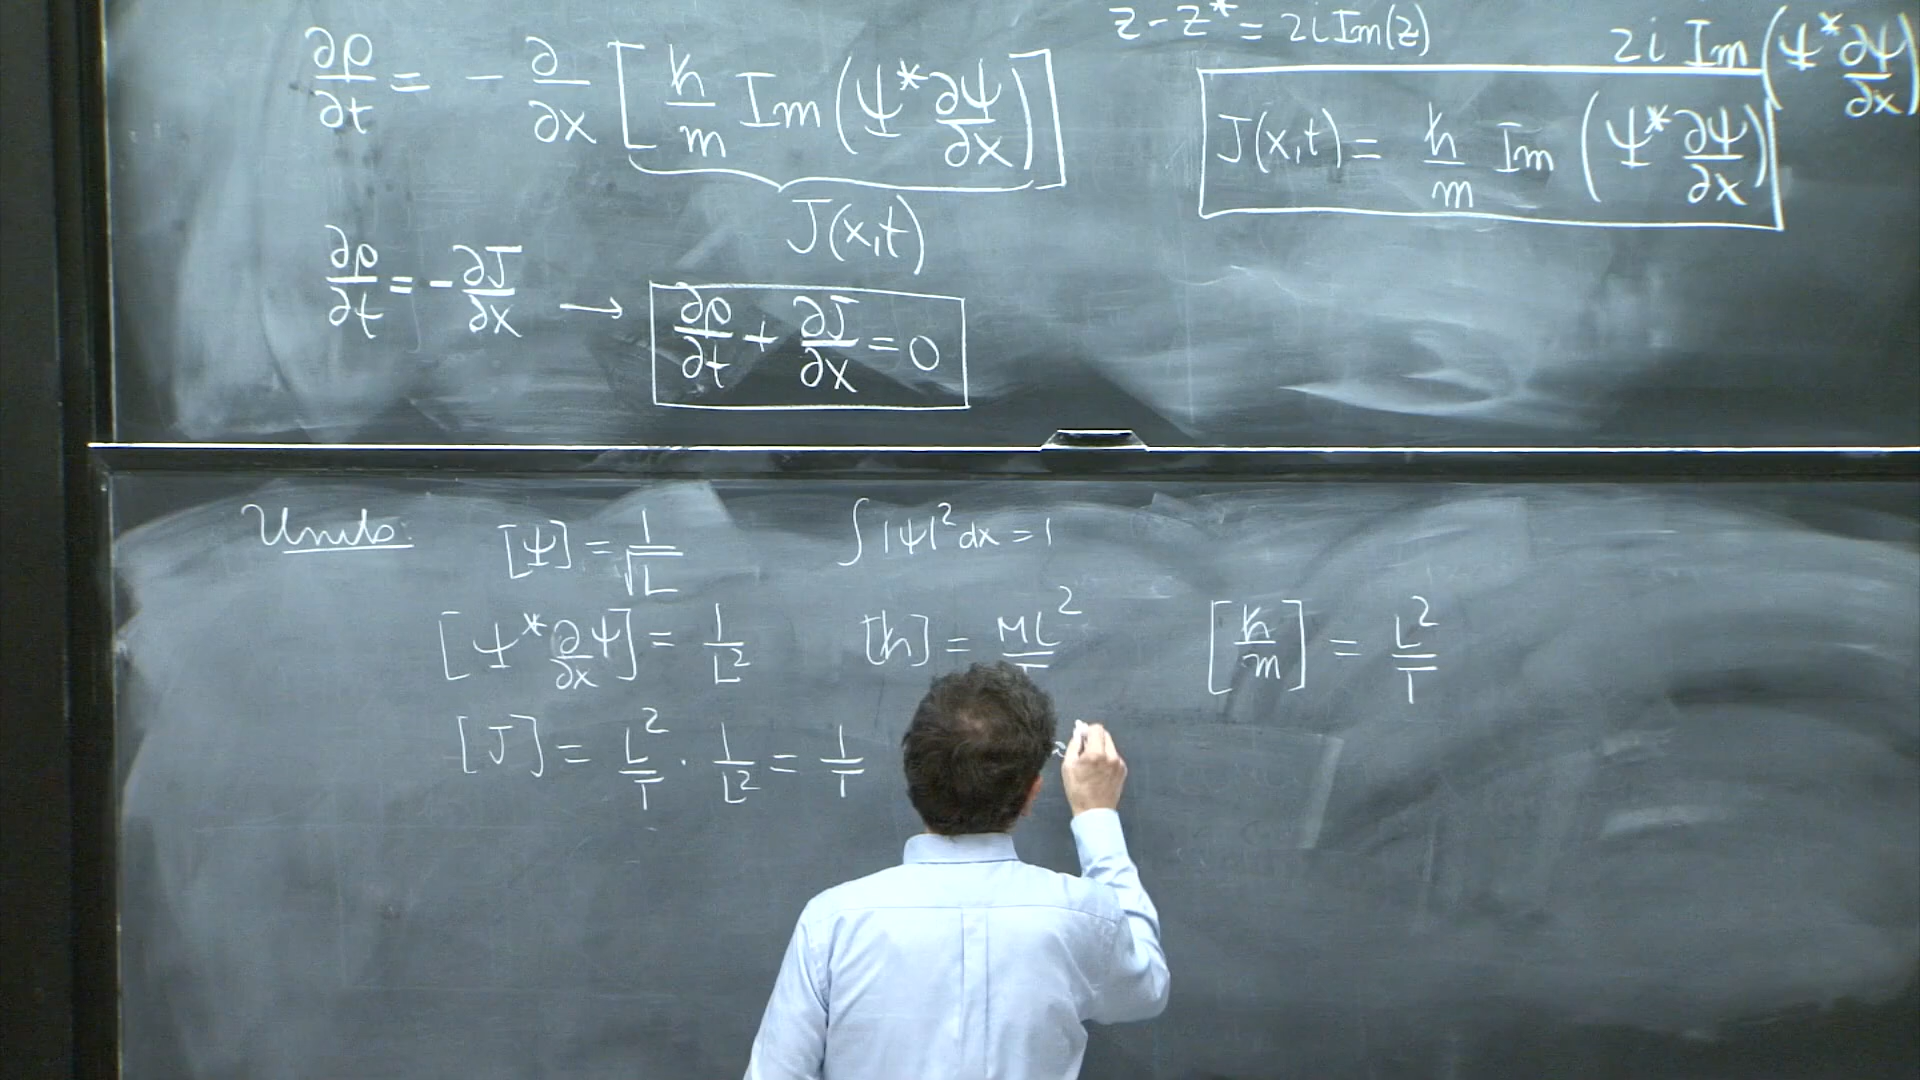 z - z* = 2i Im(z)
2i Im (Ψ* ∂Ψ/∂x)
∂ρ/∂t = - ∂/∂x [ ħ/m Im (Ψ* ∂Ψ/∂x) ]
J(x,t) = ħ/m Im (Ψ* ∂Ψ/∂x)
J(x,t)
∂ρ/∂t = - ∂J/∂x → ∂ρ/∂t + ∂J/∂x = 0
Units: [Ψ] = 1/√L ∫ |Ψ|² dx = 1
[Ψ* ∂/∂x Ψ] = 1/L² [ħ] = ML²/T [ħ/m] = L²/T
[J] = L²/T · 1/L² = 1/T